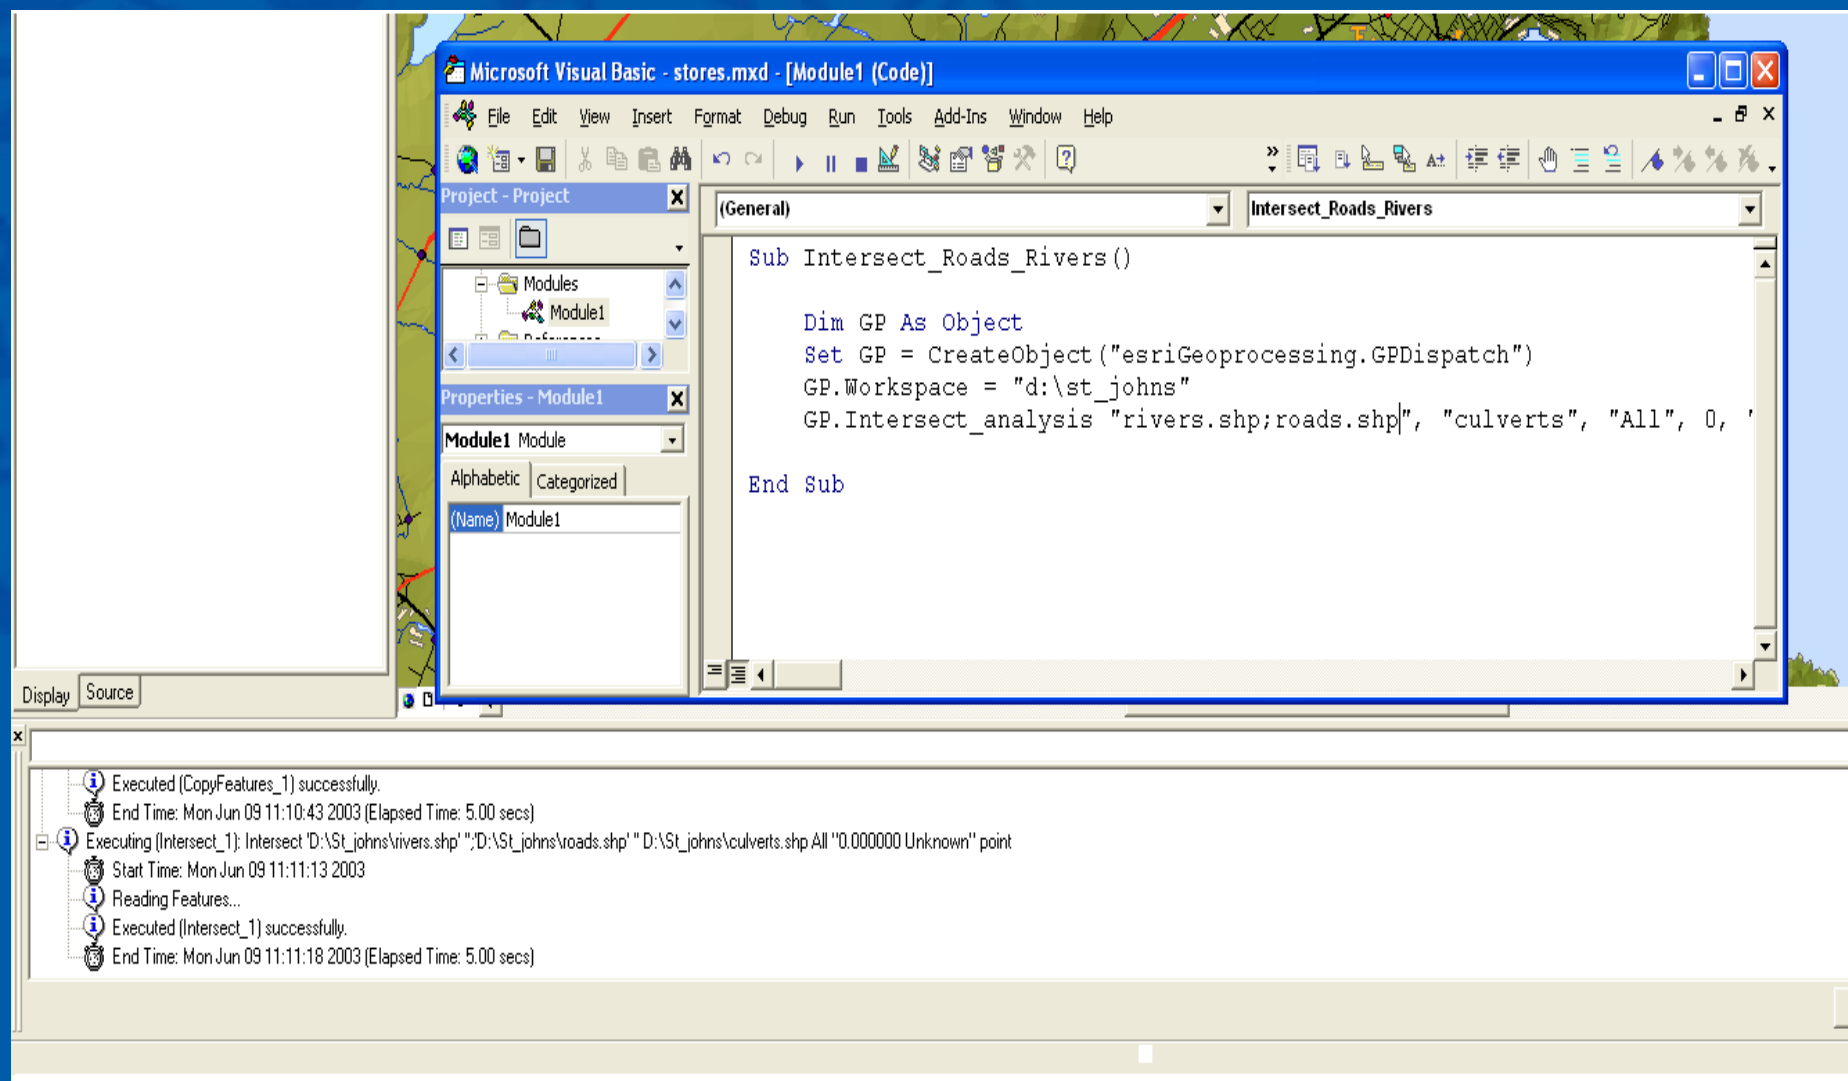 Microsoft Visual Basic - stores.mxd - [Module1 (Code)]
File Edit View Insert Format Debug Run Tools Add-Ins Window Help
Project - Project
Modules
Module1
Properties - Module1
Module1 Module
Alphabetic Categorized
(Name) Module1
(General) Intersect_Roads_Rivers
Sub Intersect_Roads_Rivers()
Dim GP As Object
Set GP = CreateObject("esriGeoprocessing.GPDispatch")
GP.Workspace = "d:\st_johns"
GP.Intersect_analysis "rivers.shp;roads.shp", "culverts", "All", 0, "
End Sub
Display Source
Executed (CopyFeatures_1) successfully.
End Time: Mon Jun 09 11:10:43 2003 (Elapsed Time: 5.00 secs)
Executing (Intersect_1): Intersect 'D:\St_johns\rivers.shp' '';'D:\St_johns\roads.shp' '' D:\St_johns\culverts.shp All "0.000000 Unknown" point
Start Time: Mon Jun 09 11:11:13 2003
Reading Features...
Executed (Intersect_1) successfully.
End Time: Mon Jun 09 11:11:18 2003 (Elapsed Time: 5.00 secs)